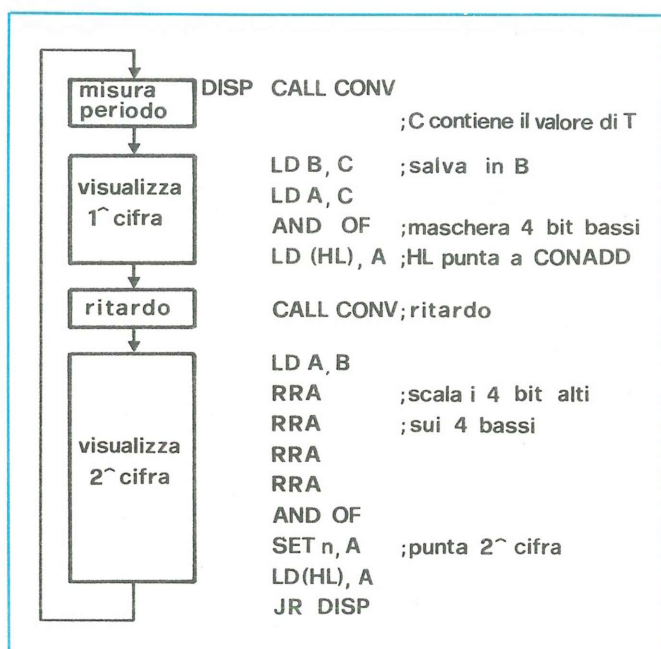 misura DISP CALL CONV
periodo
;C contiene il valore di T
visualizza
1^ cifra
LD B, C ;salva in B
LD A, C
AND OF ;maschera 4 bit bassi
LD (HL), A ;HL punta a CONADD
ritardo CALL CONV; ritardo
visualizza
2^ cifra
LD A, B
RRA ;scala i 4 bit alti
RRA ;sui 4 bassi
RRA
RRA
AND OF
SET n, A ;punta 2^ cifra
LD(HL), A
JR DISP